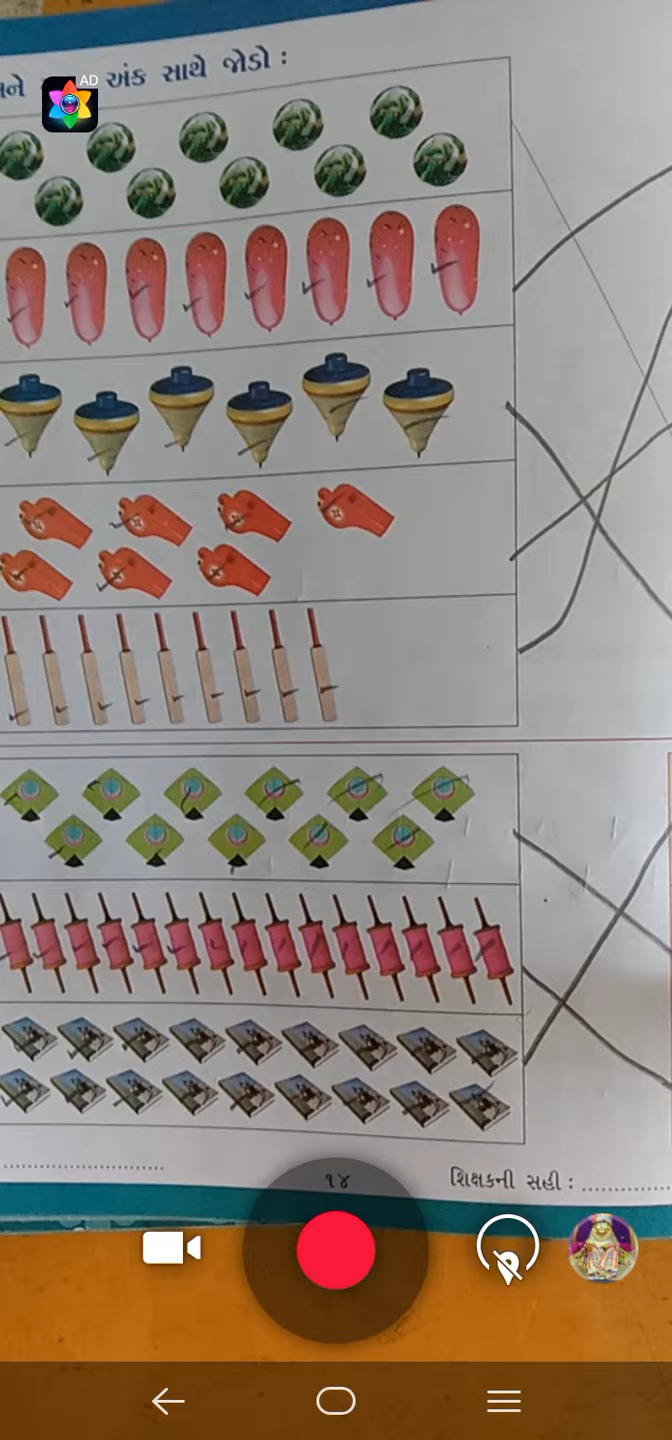 AD
અંક સાથે જોડો :
૧૪
શિક્ષકની સહી : ..............